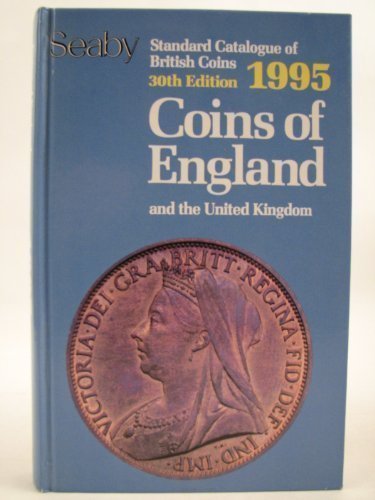 Seaby
Standard Catalogue of
British Coins
30th Edition 1995
Coins of
England
and the United Kingdom
VICTORIA·DEI·GRA·BRITT·REGINA·FID·DEF·IND·IMP·